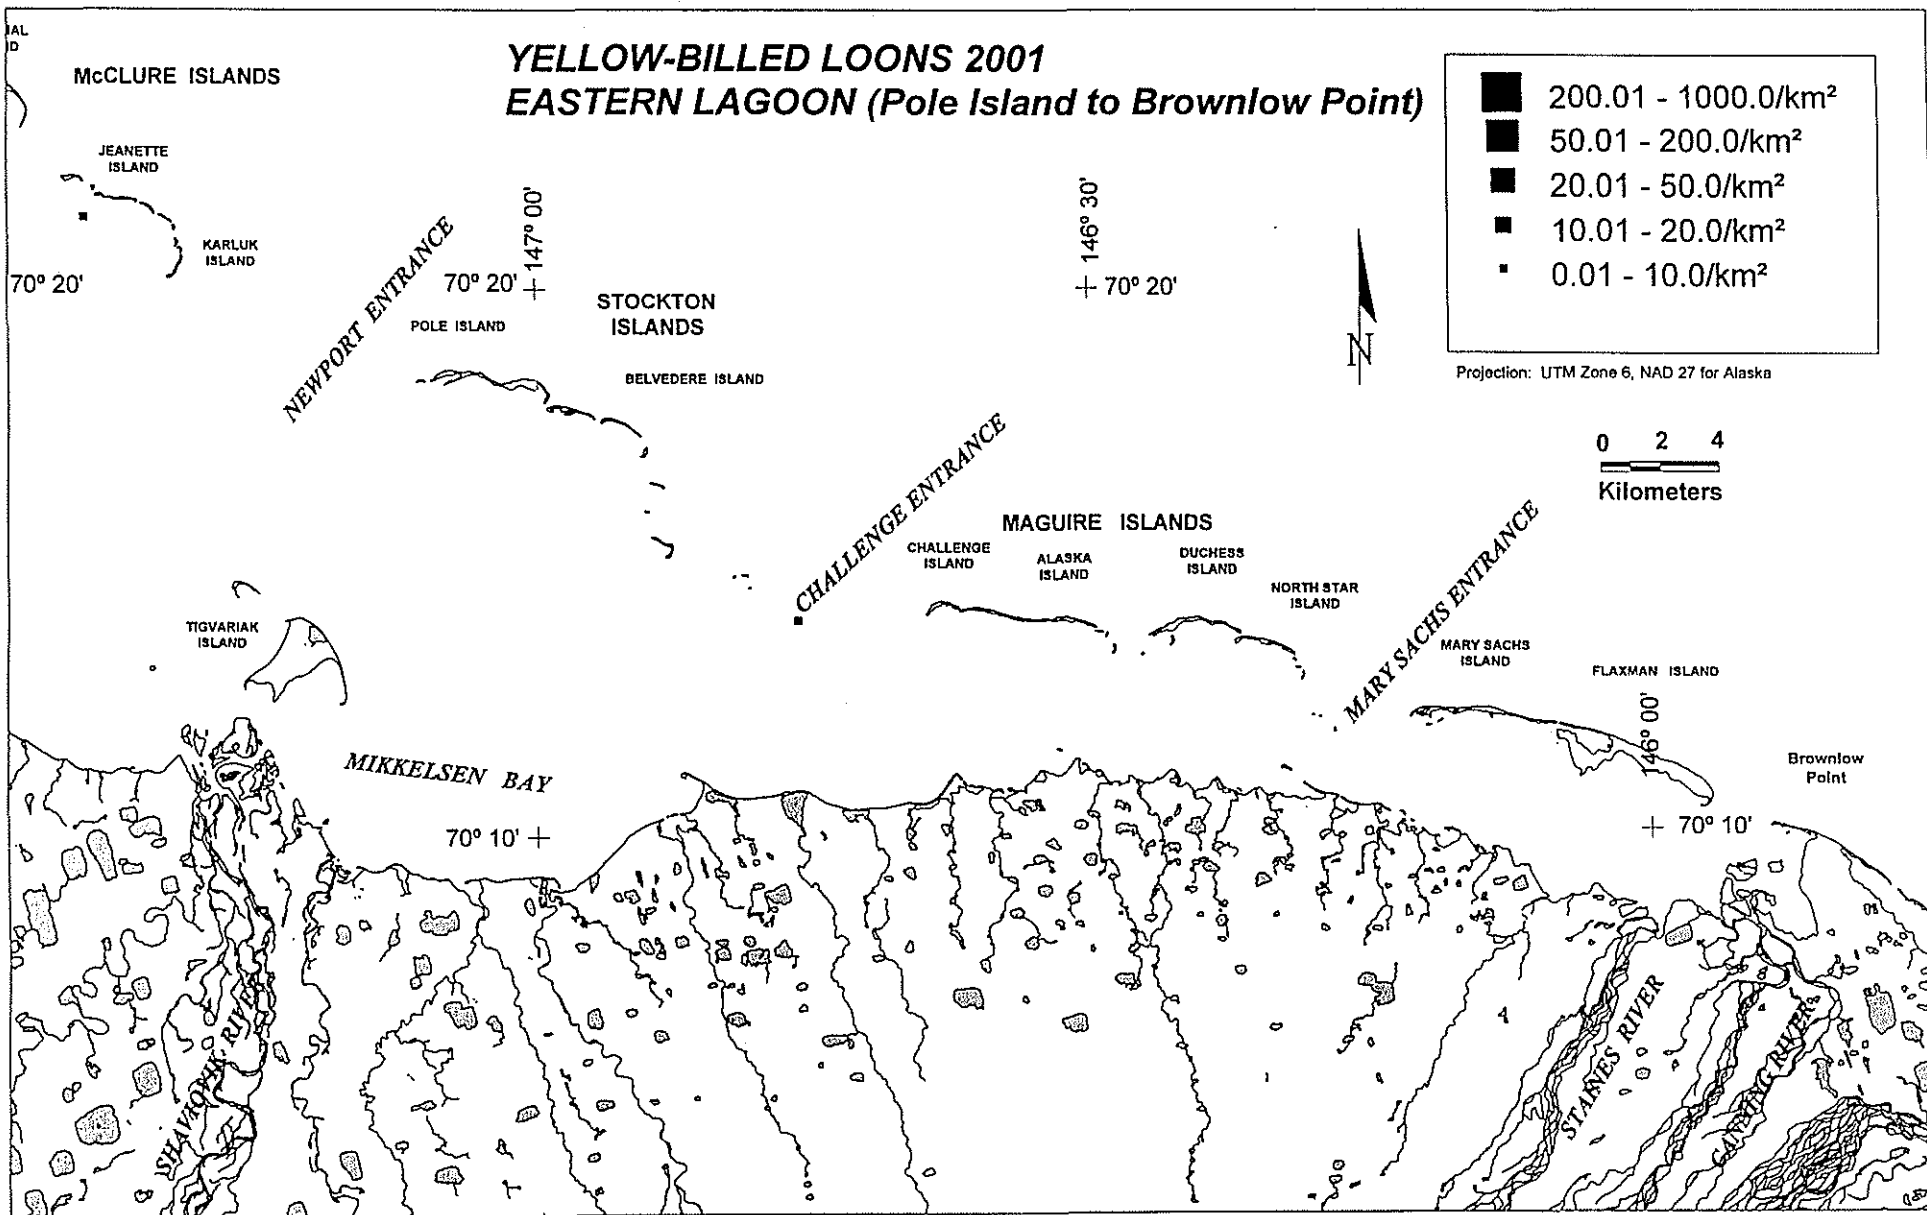 IAL
ID
McCLURE ISLANDS
YELLOW-BILLED LOONS 2001
EASTERN LAGOON (Pole Island to Brownlow Point)
200.01 - 1000.0/km²
50.01 - 200.0/km²
20.01 - 50.0/km²
10.01 - 20.0/km²
0.01 - 10.0/km²
Projection: UTM Zone 6, NAD 27 for Alaska
JEANETTE
ISLAND
KARLUK
ISLAND
70° 20'
NEWPORT ENTRANCE
70° 20'
147° 00'
146° 30'
70° 20'
N
STOCKTON
ISLANDS
POLE ISLAND
BELVEDERE ISLAND
0 2 4
Kilometers
CHALLENGE ENTRANCE
MAGUIRE ISLANDS
CHALLENGE
ISLAND
ALASKA
ISLAND
DUCHESS
ISLAND
NORTH STAR
ISLAND
MARY SACHS ENTRANCE
MARY SACHS
ISLAND
FLAXMAN ISLAND
146° 00'
TIGVARIAK
ISLAND
MIKKELSEN BAY
Brownlow
Point
70° 10'
70° 10'
SHAVIOVIK RIVER
STAINES RIVER
CANNING RIVER